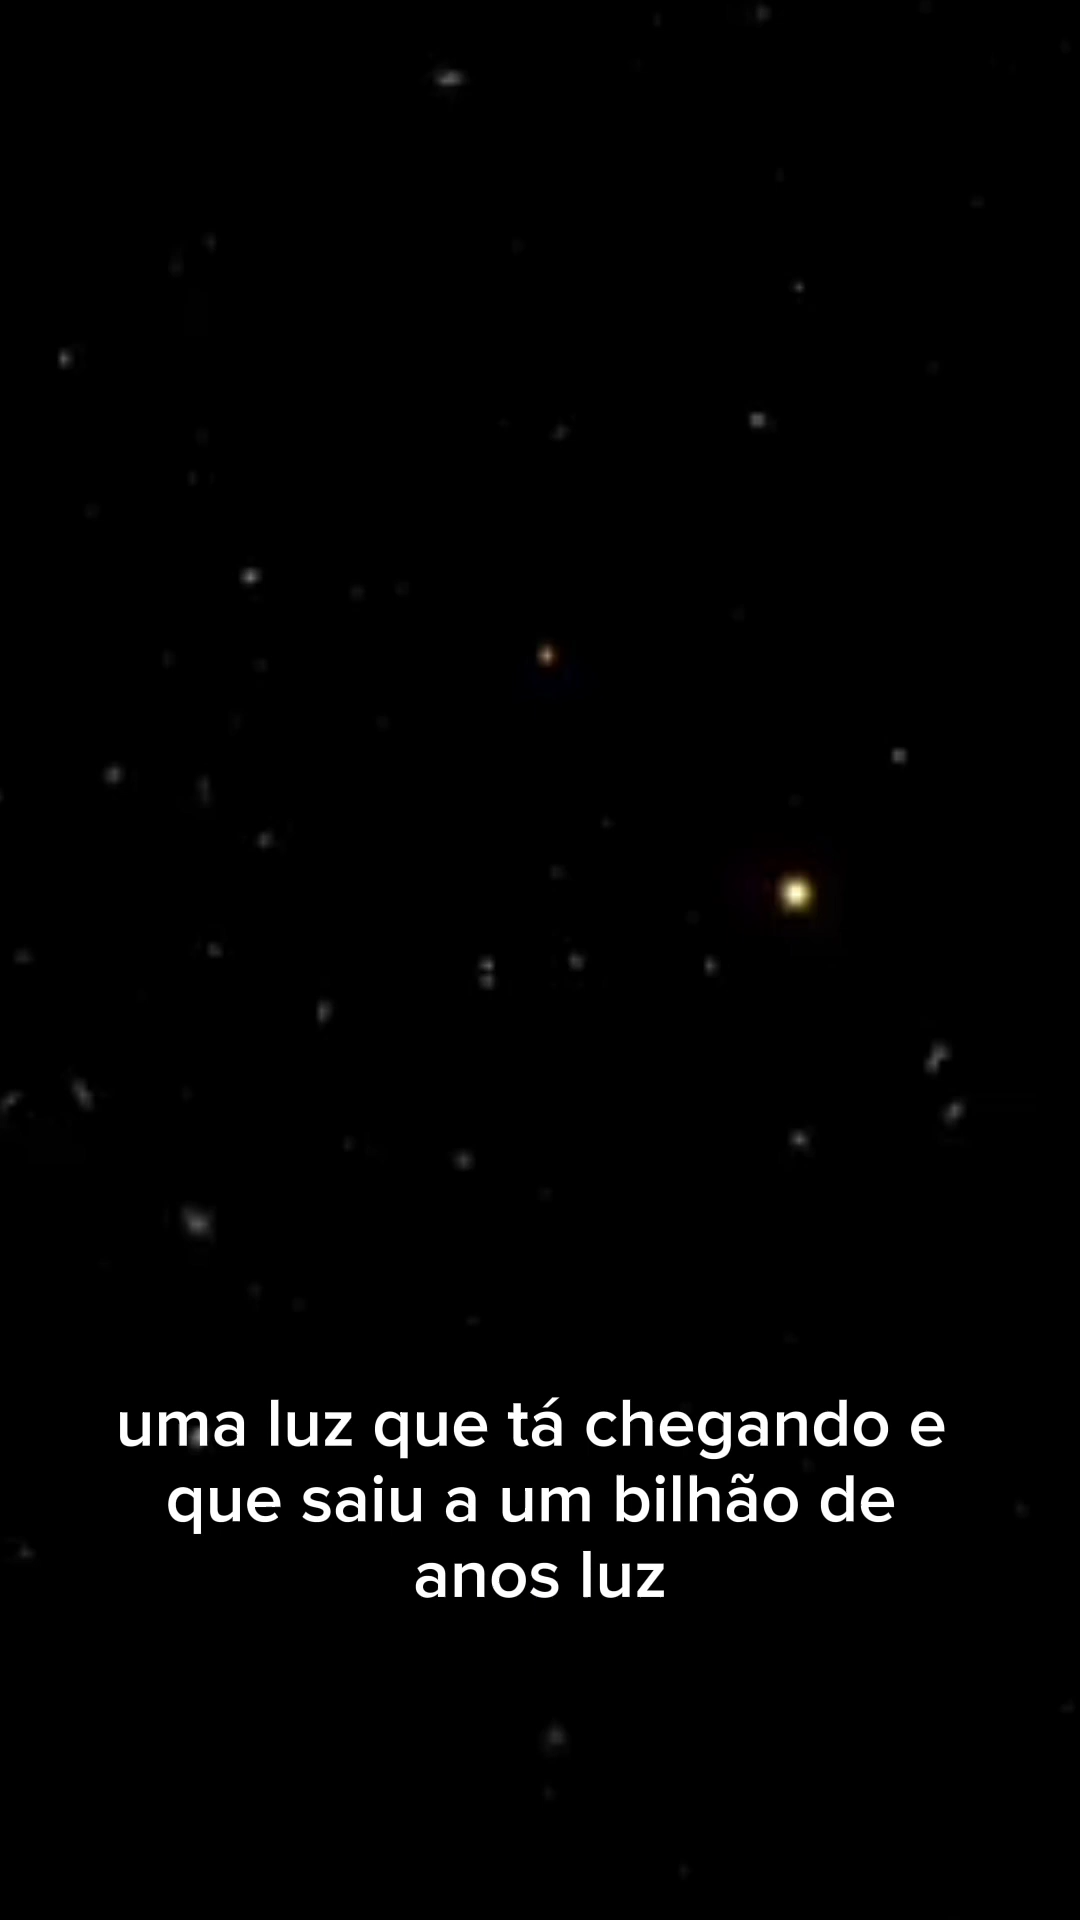 uma luz que tá chegando e
que saiu a um bilhão de
anos luz